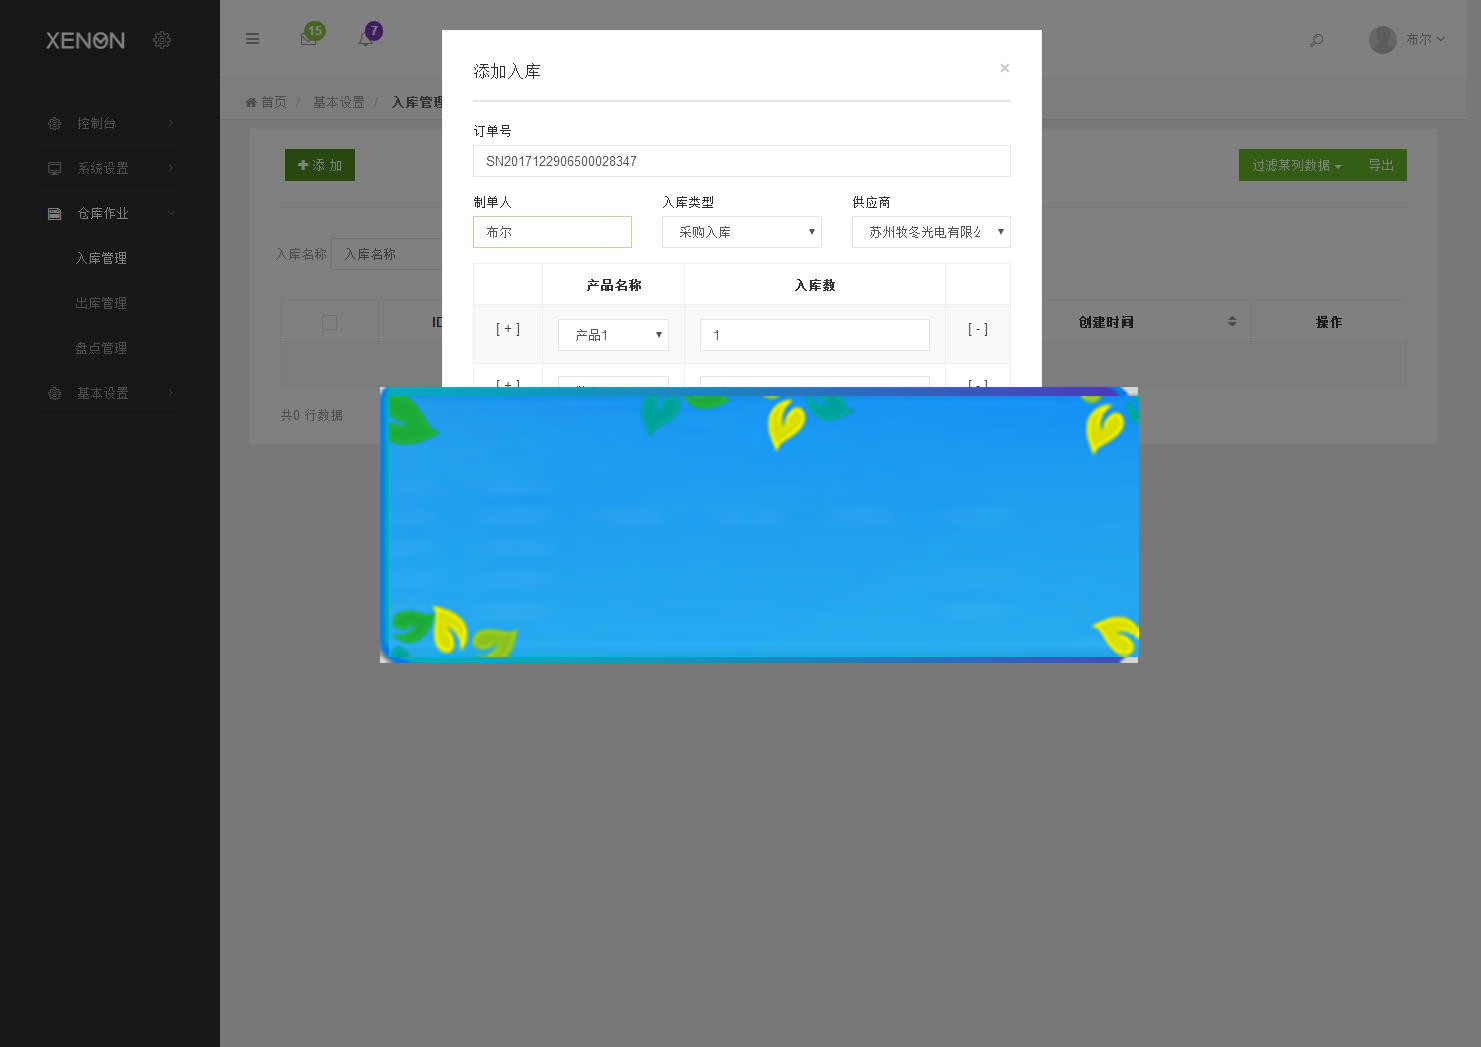 XENON
15
7
布尔
控制台
系统设置
仓库作业
入库管理
出库管理
盘点管理
基本设置
首页 / 基本设置 / 入库管理
添 加
过滤某列数据
导出
入库名称
入库名称
创建时间
操作
共0 行数据
添加入库
×
订单号
SN2017122906500028347
制单人
入库类型
供应商
布尔
采购入库
苏州牧冬光电有限
产品名称
入库数
[ + ]
产品1
1
[ - ]